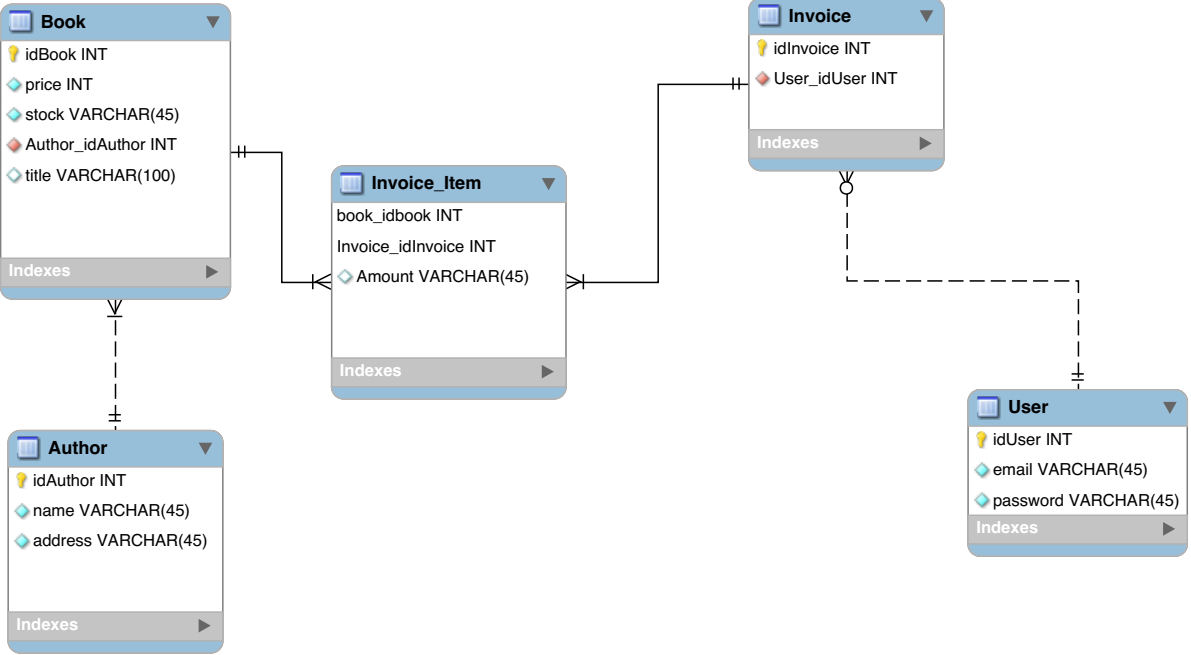 Book
idBook INT
price INT
stock VARCHAR(45)
Author_idAuthor INT
title VARCHAR(100)
Indexes
Invoice
idInvoice INT
User_idUser INT
Indexes
Invoice_Item
book_idbook INT
Invoice_idInvoice INT
Amount VARCHAR(45)
Indexes
Author
idAuthor INT
name VARCHAR(45)
address VARCHAR(45)
Indexes
User
idUser INT
email VARCHAR(45)
password VARCHAR(45)
Indexes